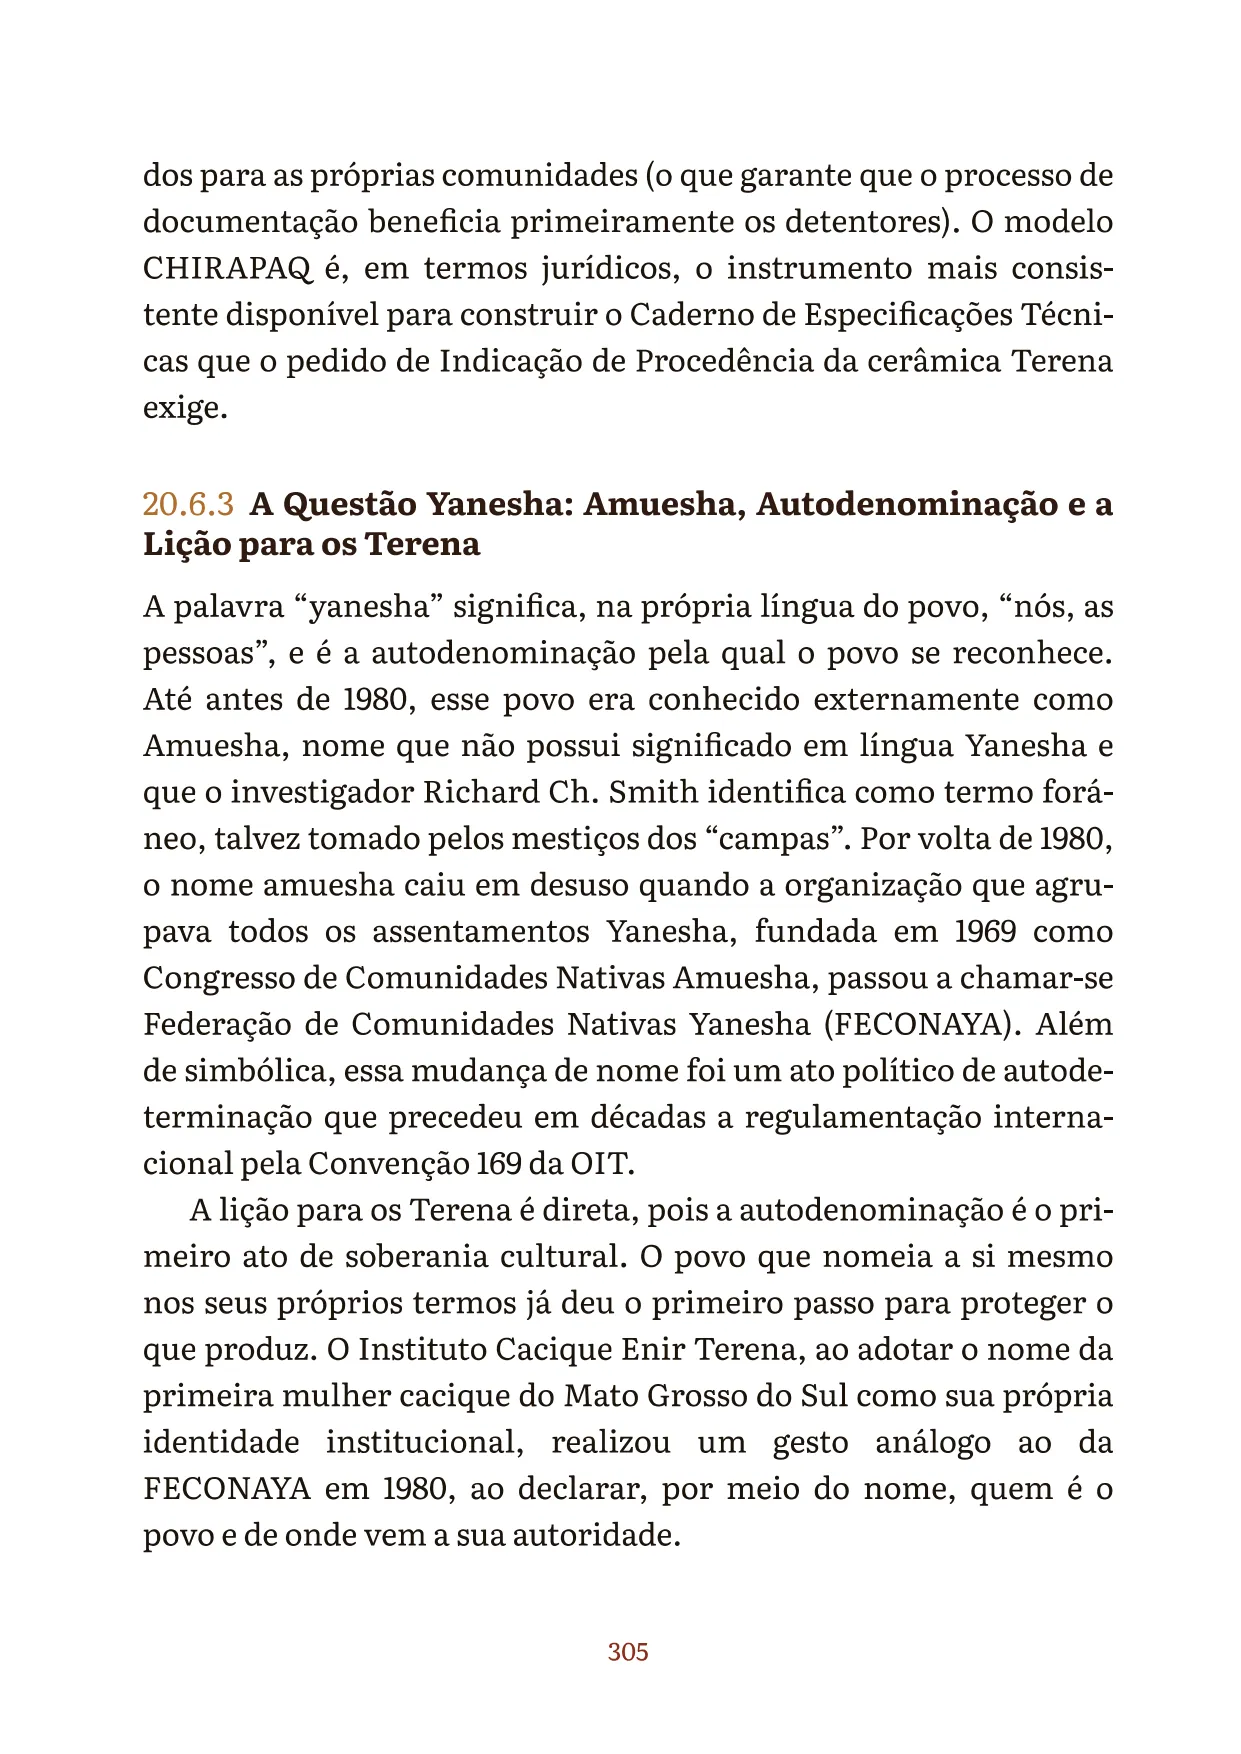 dos para as próprias comunidades (o que garante que o processo de
documentação beneficia primeiramente os detentores). O modelo
CHIRAPAQ é, em termos jurídicos, o instrumento mais consis-
tente disponível para construir o Caderno de Especificações Técni-
cas que o pedido de Indicação de Procedência da cerâmica Terena
exige.
20.6.3 A Questão Yanesha: Amuesha, Autodenominação e a
Lição para os Terena
A palavra “yanesha” significa, na própria língua do povo, “nós, as
pessoas”, e é a autodenominação pela qual o povo se reconhece.
Até antes de 1980, esse povo era conhecido externamente como
Amuesha, nome que não possui significado em língua Yanesha e
que o investigador Richard Ch. Smith identifica como termo forá-
neo, talvez tomado pelos mestiços dos “campas”. Por volta de 1980,
o nome amuesha caiu em desuso quando a organização que agru-
pava todos os assentamentos Yanesha, fundada em 1969 como
Congresso de Comunidades Nativas Amuesha, passou a chamar-se
Federação de Comunidades Nativas Yanesha (FECONAYA). Além
de simbólica, essa mudança de nome foi um ato político de autode-
terminação que precedeu em décadas a regulamentação interna-
cional pela Convenção 169 da OIT.
A lição para os Terena é direta, pois a autodenominação é o pri-
meiro ato de soberania cultural. O povo que nomeia a si mesmo
nos seus próprios termos já deu o primeiro passo para proteger o
que produz. O Instituto Cacique Enir Terena, ao adotar o nome da
primeira mulher cacique do Mato Grosso do Sul como sua própria
identidade institucional, realizou um gesto análogo ao da
FECONAYA em 1980, ao declarar, por meio do nome, quem é o
povo e de onde vem a sua autoridade.
305